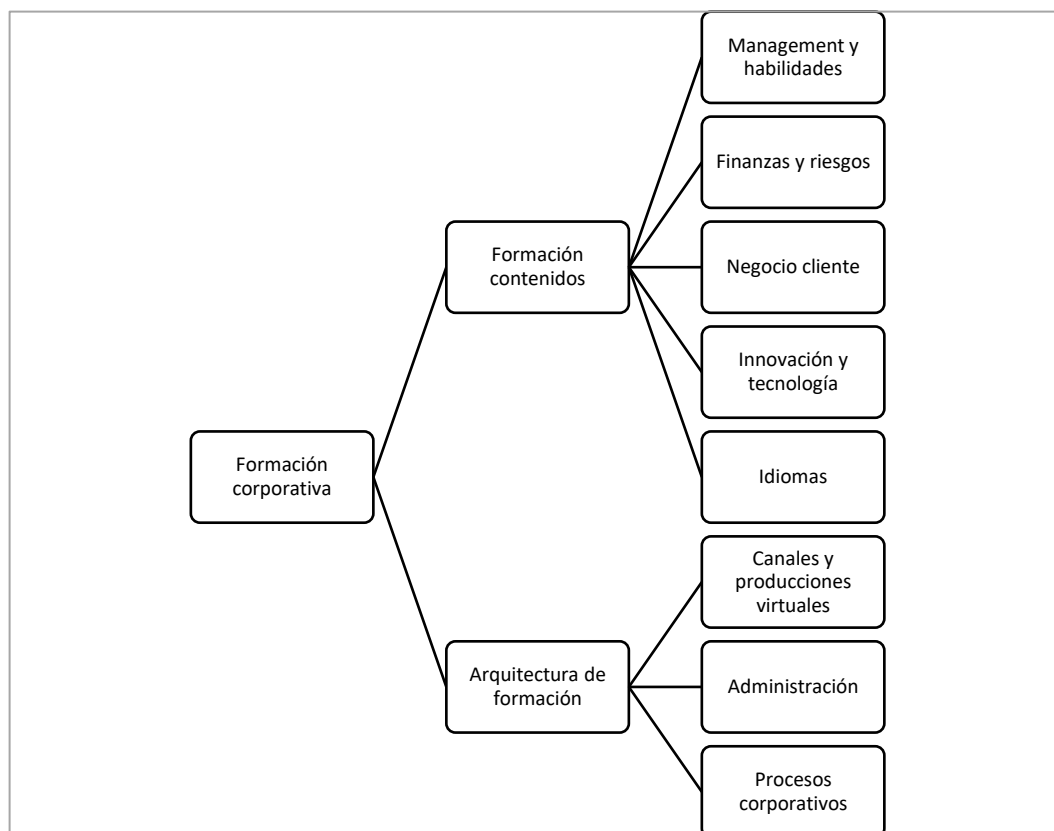 Management y
habilidades
Finanzas y riesgos
Formación
contenidos
Negocio cliente
Innovación y
tecnología
Formación
corporativa
Idiomas
Canales y
producciones
virtuales
Arquitectura de
formación
Administración
Procesos
corporativos